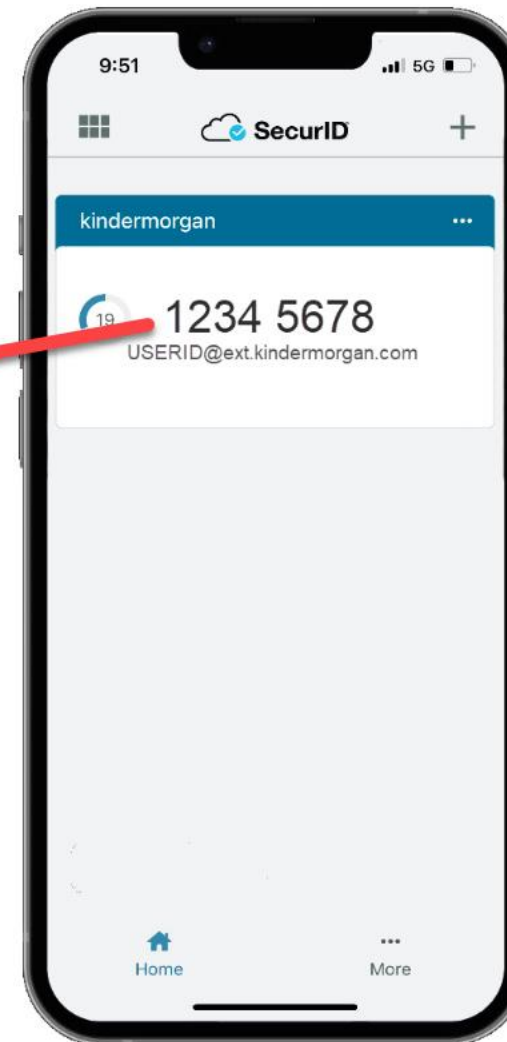 9:51
5G
SecurID
kindermorgan
...
19
1234 5678
USERID@ext.kindermorgan.com
...
Home
More